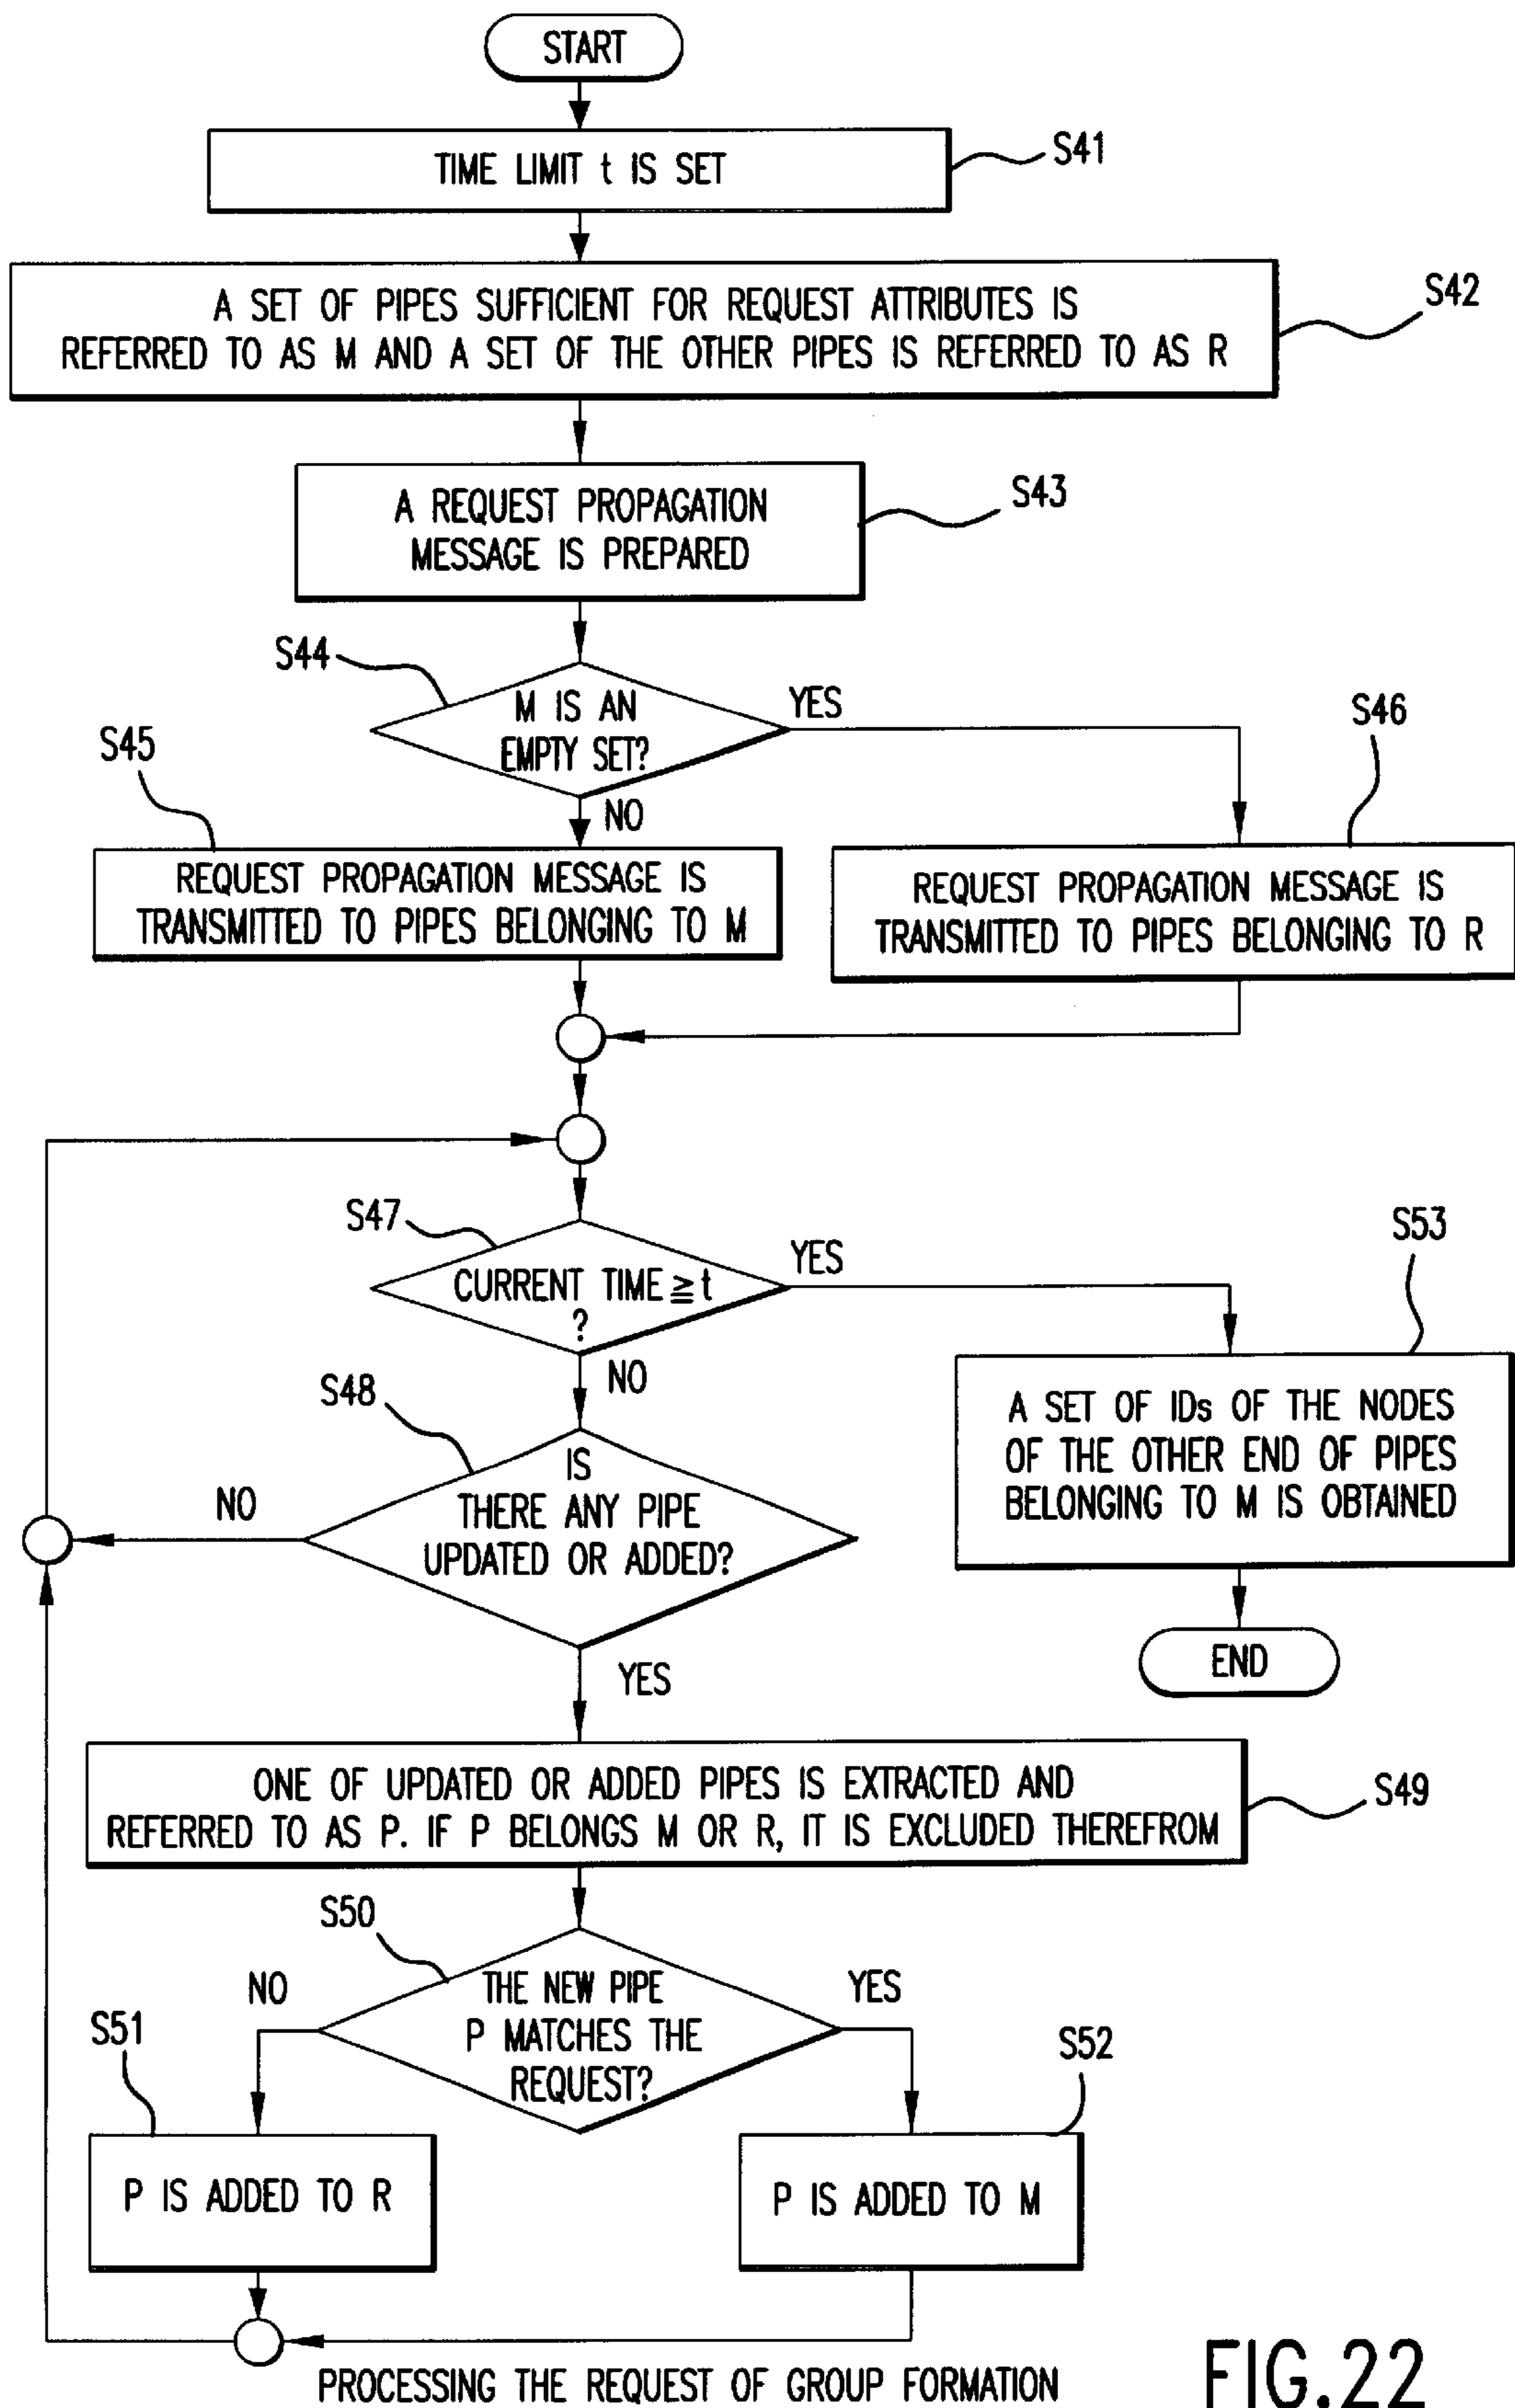 START
TIME LIMIT t IS SET
S41
A SET OF PIPES SUFFICIENT FOR REQUEST ATTRIBUTES IS
REFERRED TO AS M AND A SET OF THE OTHER PIPES IS REFERRED TO AS R
S42
A REQUEST PROPAGATION
MESSAGE IS PREPARED
S43
S44
M IS AN
EMPTY SET?
YES
NO
S45
REQUEST PROPAGATION MESSAGE IS
TRANSMITTED TO PIPES BELONGING TO M
S46
REQUEST PROPAGATION MESSAGE IS
TRANSMITTED TO PIPES BELONGING TO R
S47
CURRENT TIME ≧ t
?
YES
NO
S53
A SET OF IDs OF THE NODES
OF THE OTHER END OF PIPES
BELONGING TO M IS OBTAINED
END
S48
IS
THERE ANY PIPE
UPDATED OR ADDED?
NO
YES
ONE OF UPDATED OR ADDED PIPES IS EXTRACTED AND
REFERRED TO AS P. IF P BELONGS M OR R, IT IS EXCLUDED THEREFROM
S49
S50
THE NEW PIPE
P MATCHES THE
REQUEST?
NO
YES
S51
P IS ADDED TO R
S52
P IS ADDED TO M
PROCESSING THE REQUEST OF GROUP FORMATION
FIG.22